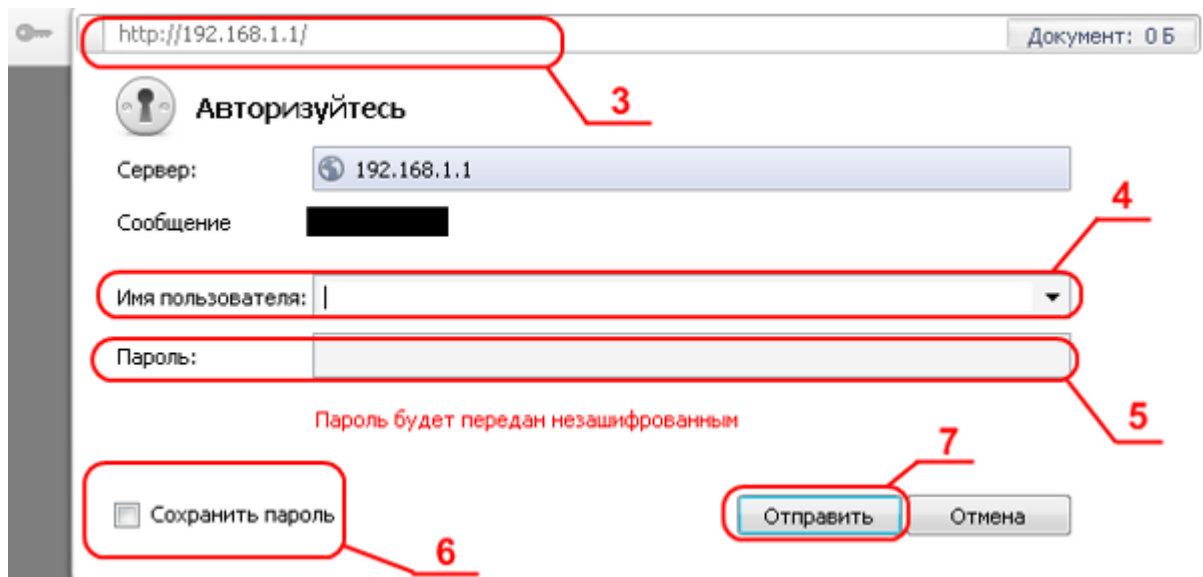 http://192.168.1.1/ Документ: 0 Б
3
Авторизуйтесь
Сервер: 192.168.1.1
4
Сообщение
Имя пользователя:
Пароль:
5
Пароль будет передан незашифрованным
7
Сохранить пароль Отправить Отмена
6